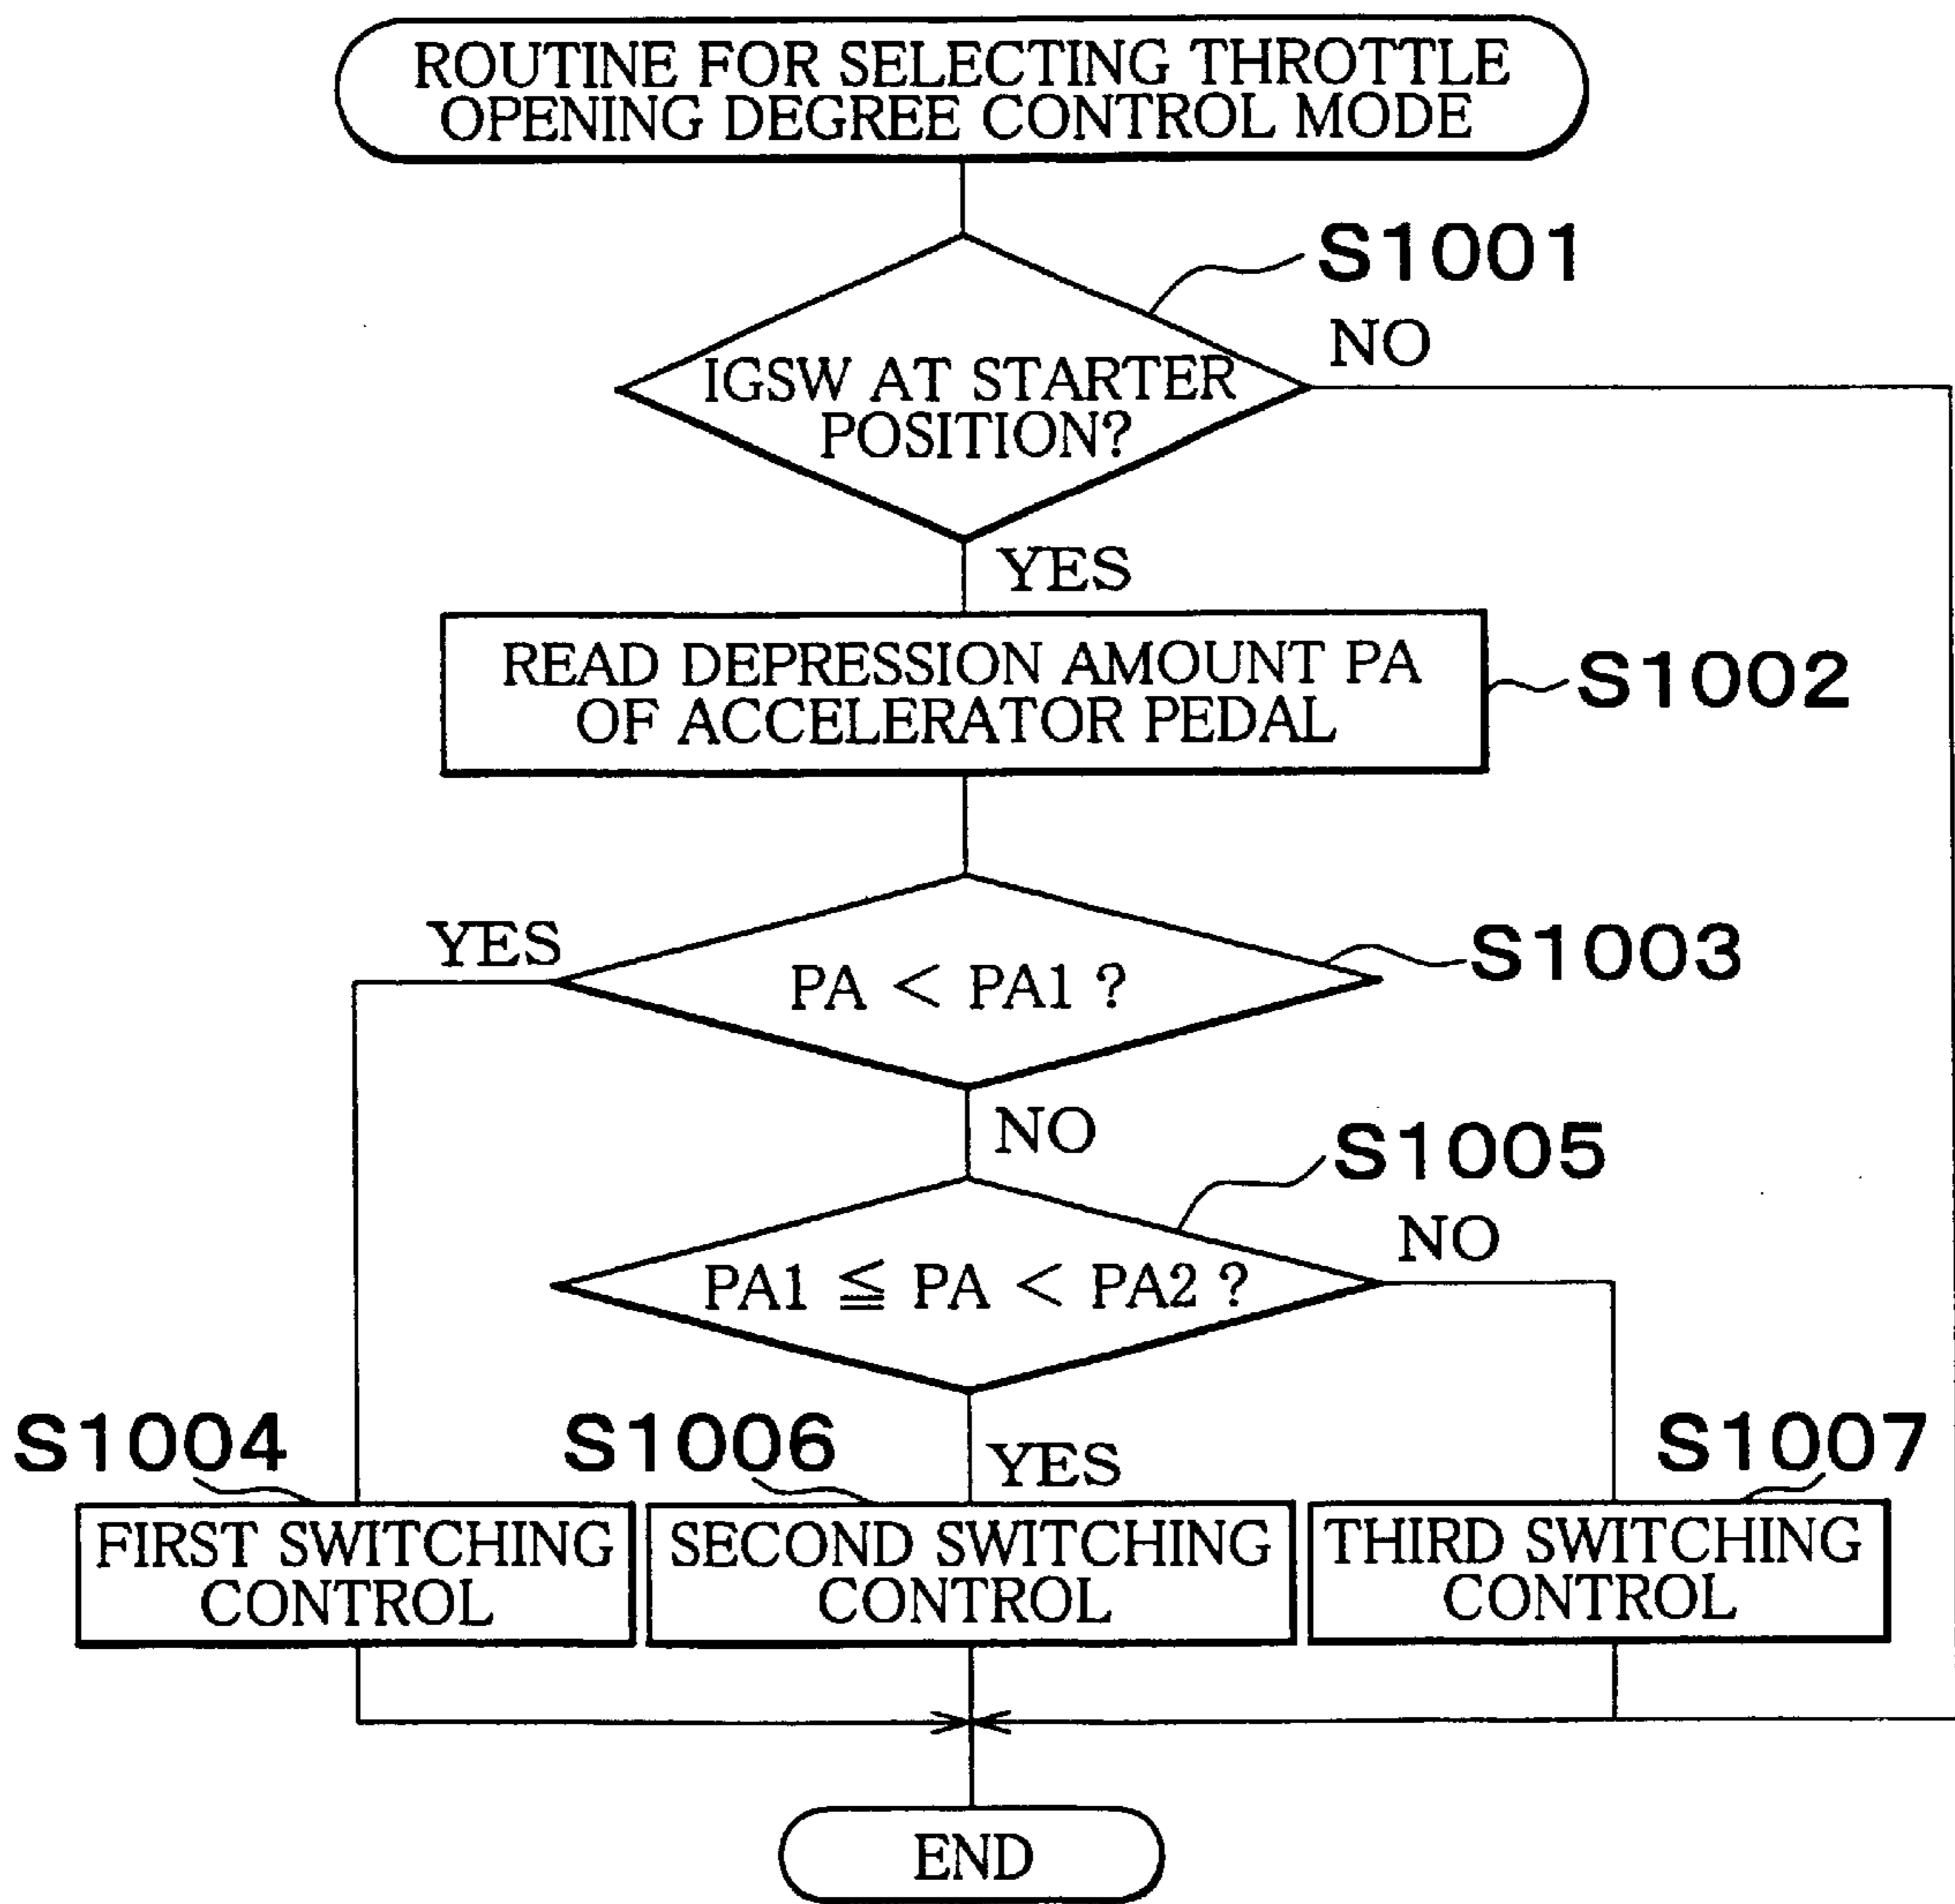 ROUTINE FOR SELECTING THROTTLE
OPENING DEGREE CONTROL MODE
S1001
NO
IGSW AT STARTER
POSITION?
YES
READ DEPRESSION AMOUNT PA
OF ACCELERATOR PEDAL
S1002
YES
S1003
PA < PA1 ?
NO
S1005
NO
PA1 ≦ PA < PA2 ?
S1004
S1006
YES
S1007
FIRST SWITCHING
CONTROL
SECOND SWITCHING
CONTROL
THIRD SWITCHING
CONTROL
END